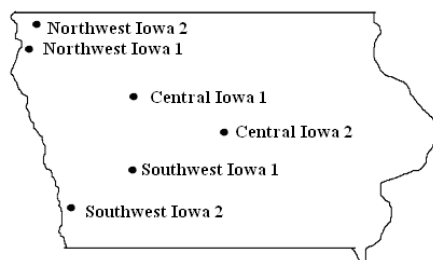 Northwest Iowa 2
Northwest Iowa 1
Central Iowa 1
Central Iowa 2
Southwest Iowa 1
Southwest Iowa 2